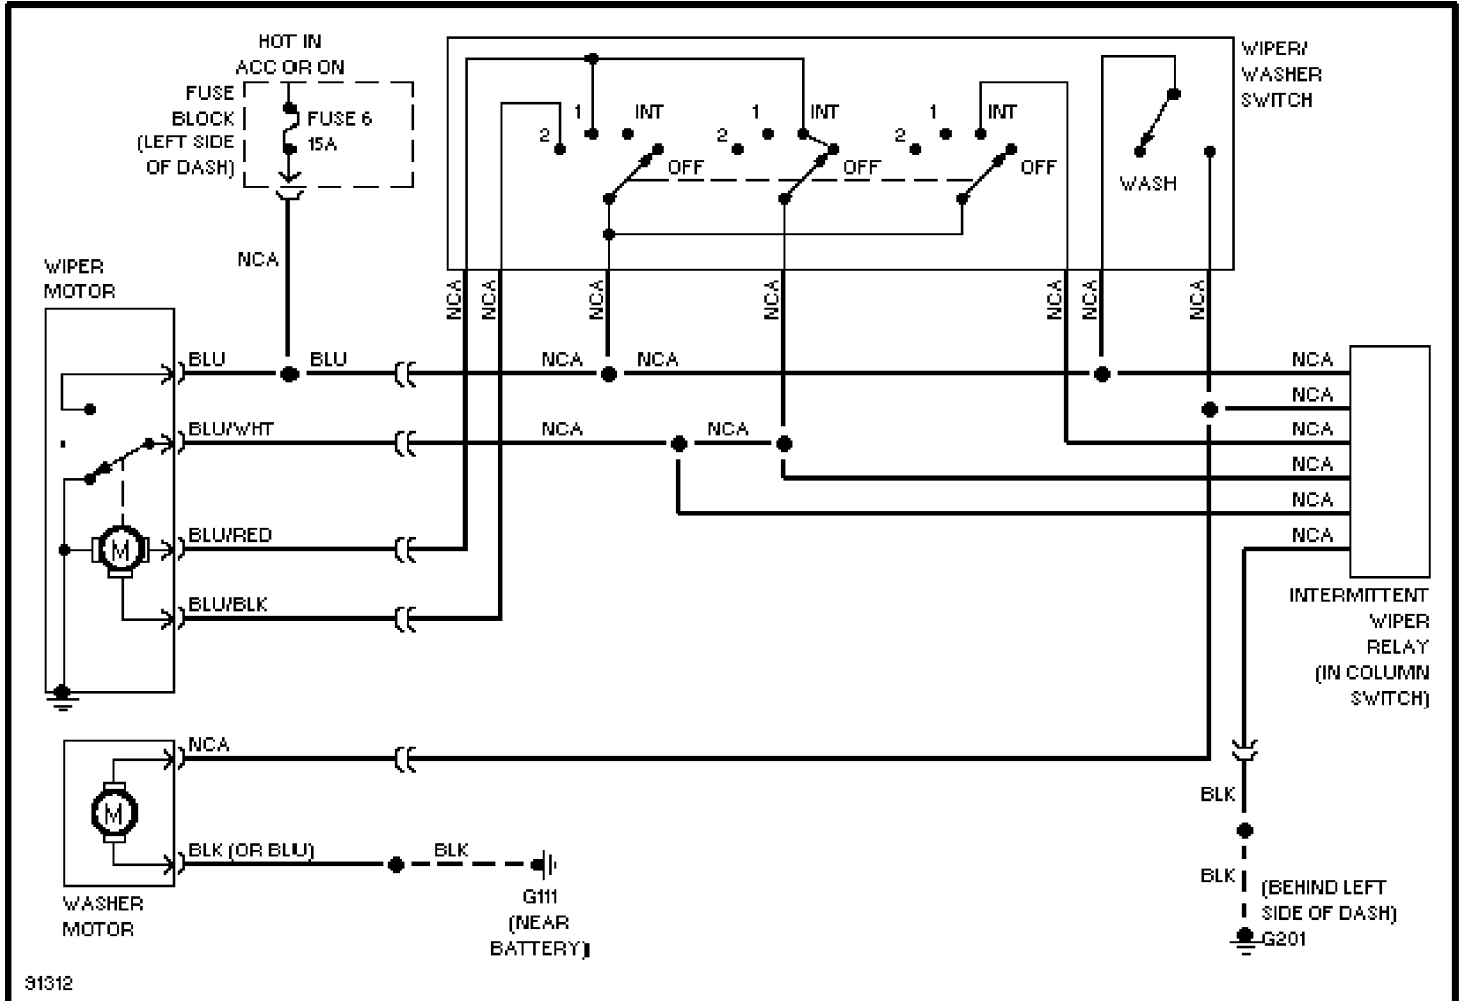 HOT IN
ACC OR ON
FUSE
BLOCK
(LEFT SIDE
OF DASH)
FUSE 6
15A
WIPER/
WASHER
SWITCH
1
INT
2
OFF
1
INT
2
OFF
1
INT
2
OFF
WASH
NCA
WIPER
MOTOR
NCA
NCA
NCA
NCA
NCA
NCA
NCA
BLU
BLU
NCA
NCA
NCA
NCA
BLU/WHT
NCA
NCA
NCA
NCA
NCA
BLU/RED
NCA
M
BLU/BLK
INTERMITTENT
WIPER
RELAY
(IN COLUMN
SWITCH)
NCA
M
BLK
BLK (OR BLU)
BLK
BLK
WASHER
MOTOR
G111
(NEAR
BATTERY)
(BEHIND LEFT
SIDE OF DASH)
G201
91312